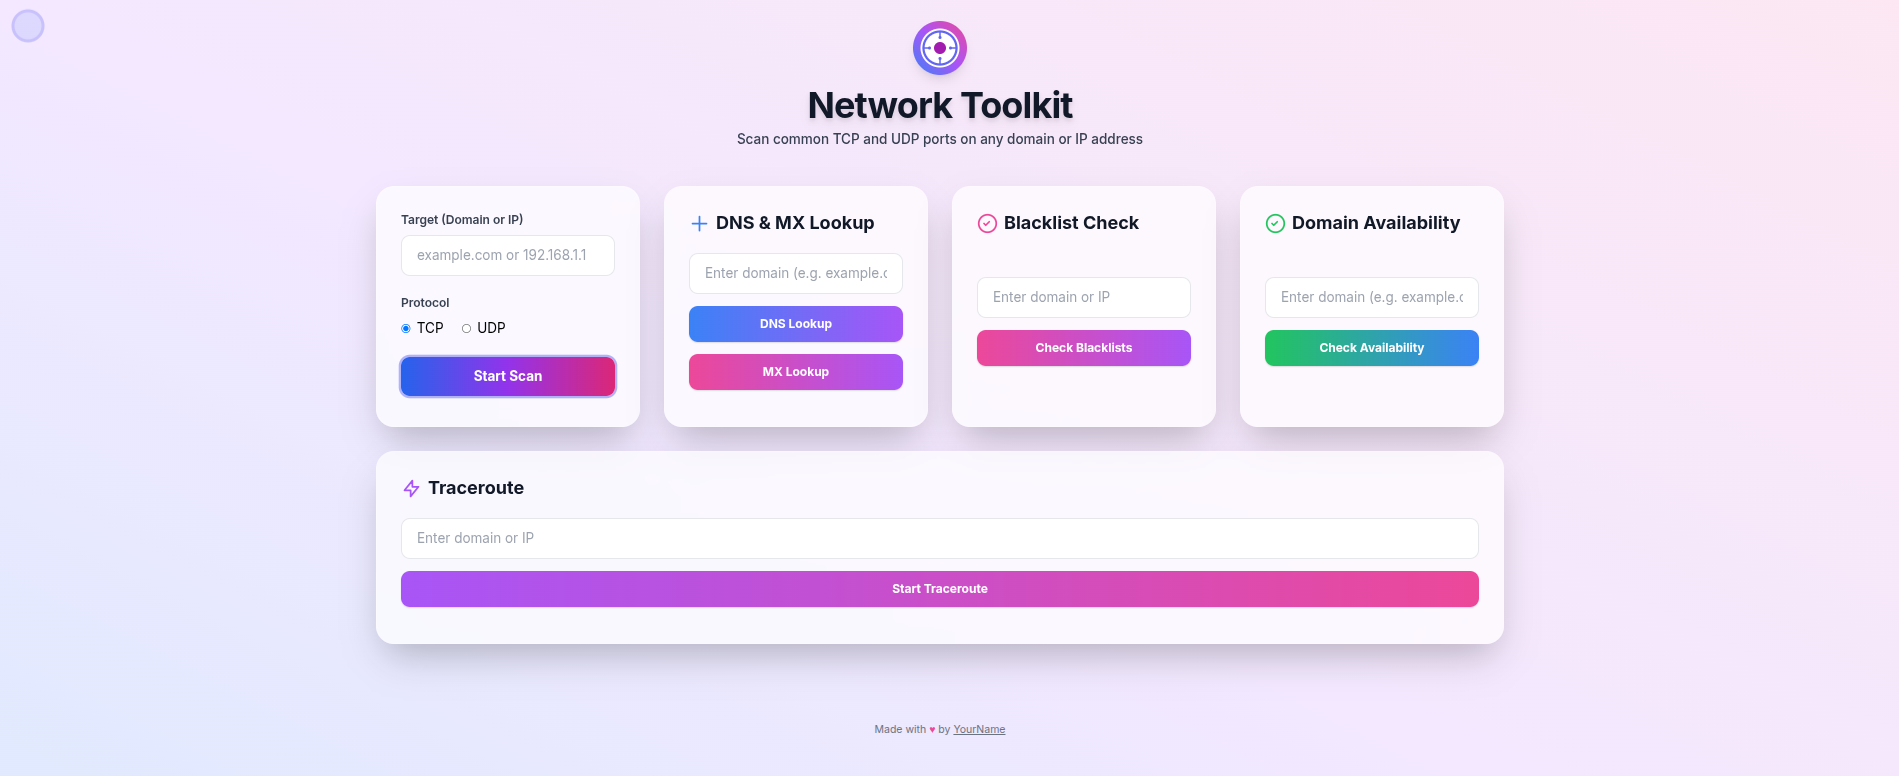 Network Toolkit
Scan common TCP and UDP ports on any domain or IP address
Target (Domain or IP)
example.com or 192.168.1.1
Protocol
TCP
UDP
Start Scan
DNS & MX Lookup
Enter domain (e.g. example.c
DNS Lookup
MX Lookup
Blacklist Check
Enter domain or IP
Check Blacklists
Domain Availability
Enter domain (e.g. example.c
Check Availability
Traceroute
Enter domain or IP
Start Traceroute
Made with ♥ by YourName